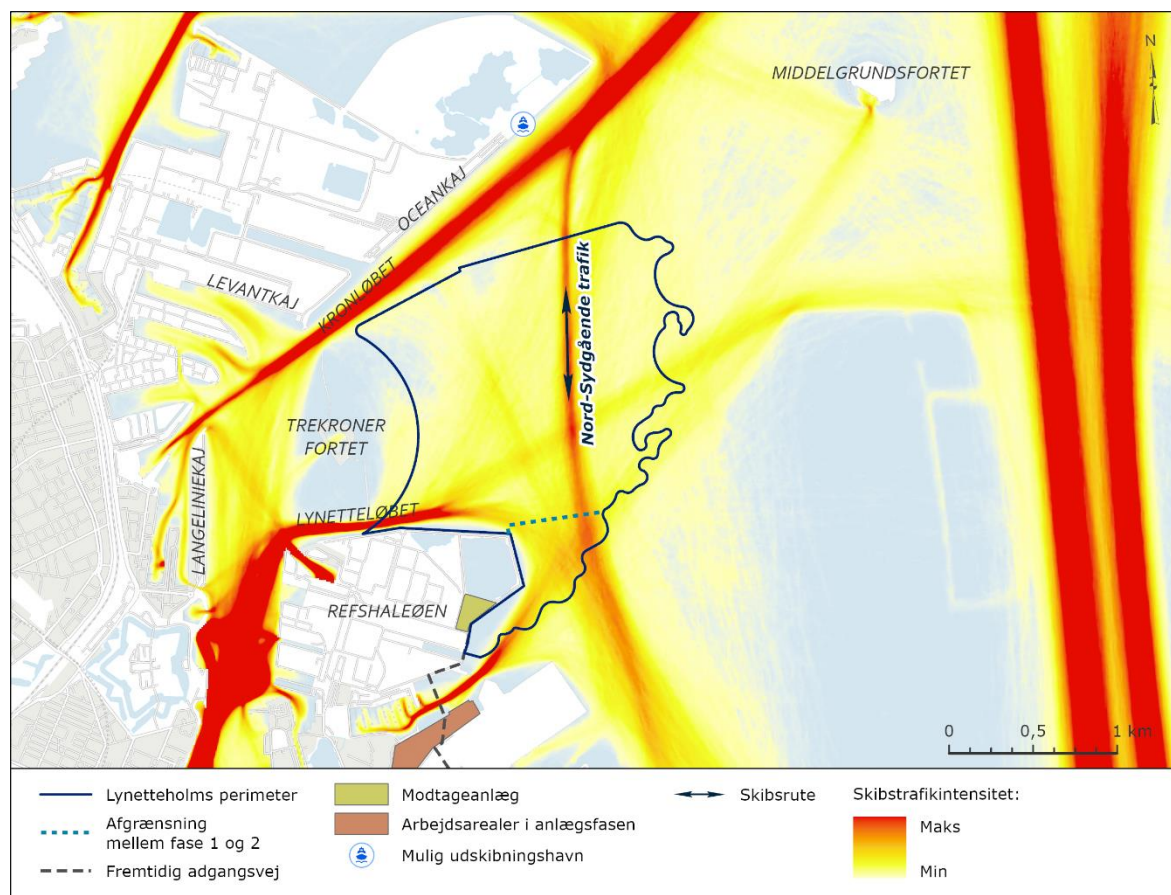 N
MIDDELGRUNDSFORTET
OCEANKAJ
LEVANTKAJ
KRONLØBET
Nord-Sydgående trafik
TREKRONER
FORTET
LYNETTELØBET
LANGELINIEKAJ
REFSHALEØEN
0 0,5 1 km
Lynetteholms perimeter
Afgrænsning
mellem fase 1 og 2
Fremtidig adgangsvej
Modtageanlæg
Arbejdsarealer i anlægsfasen
Mulig udskibningshavn
Skibsrute
Skibstrafikintensitet:
Maks
Min